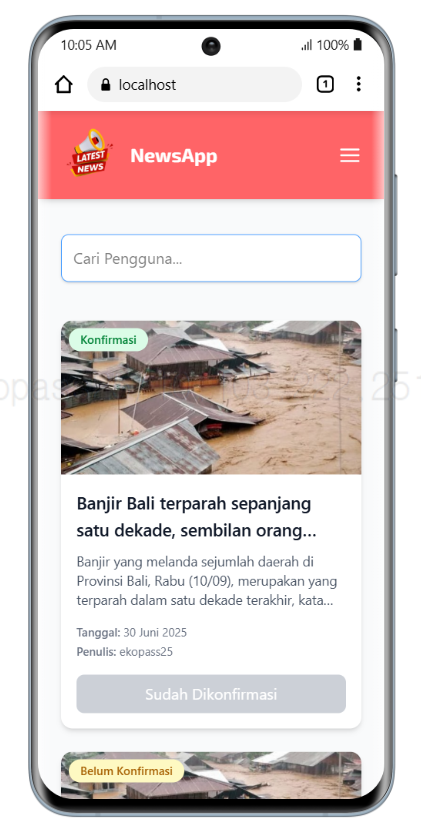 10:05 AM
100%
localhost
1
LATEST
NEWS
NewsApp
Cari Pengguna...
Konfirmasi
Banjir Bali terparah sepanjang
satu dekade, sembilan orang...
Banjir yang melanda sejumlah daerah di
Provinsi Bali, Rabu (10/09), merupakan yang
terparah dalam satu dekade terakhir, kata...
Tanggal: 30 Juni 2025
Penulis: ekopass25
Sudah Dikonfirmasi
Belum Konfirmasi